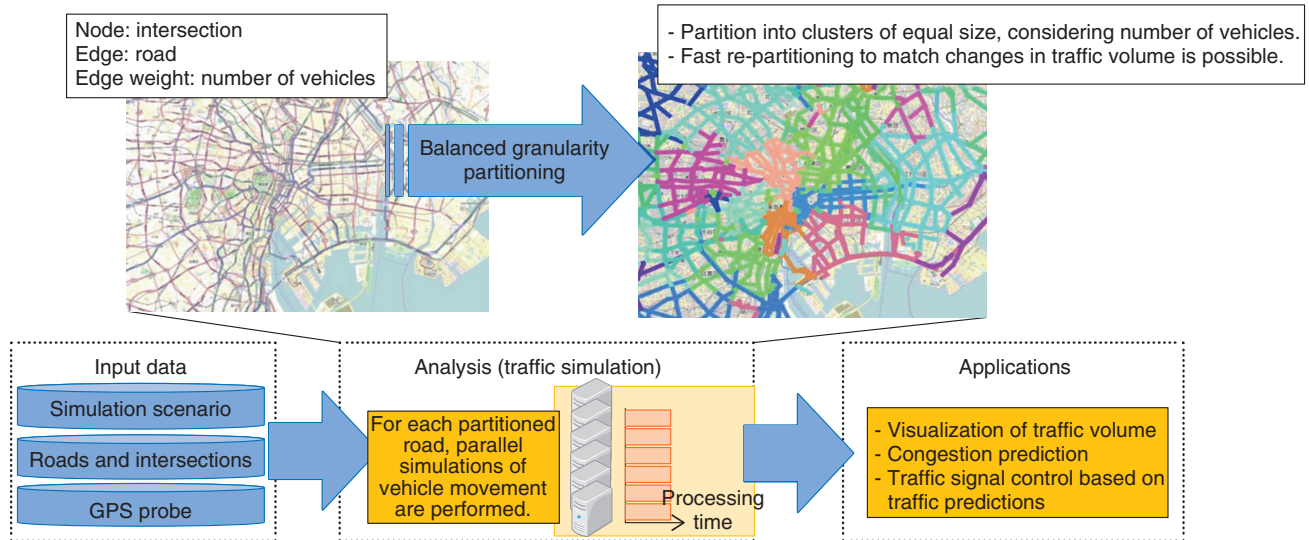 Node: intersection
Edge: road
Edge weight: number of vehicles
- Partition into clusters of equal size, considering number of vehicles.
- Fast re-partitioning to match changes in traffic volume is possible.
Balanced granularity
partitioning
Input data
Simulation scenario
Roads and intersections
GPS probe
Analysis (traffic simulation)
For each partitioned
road, parallel
simulations of
vehicle movement
are performed.
Processing
time
Applications
- Visualization of traffic volume
- Congestion prediction
- Traffic signal control based on
traffic predictions